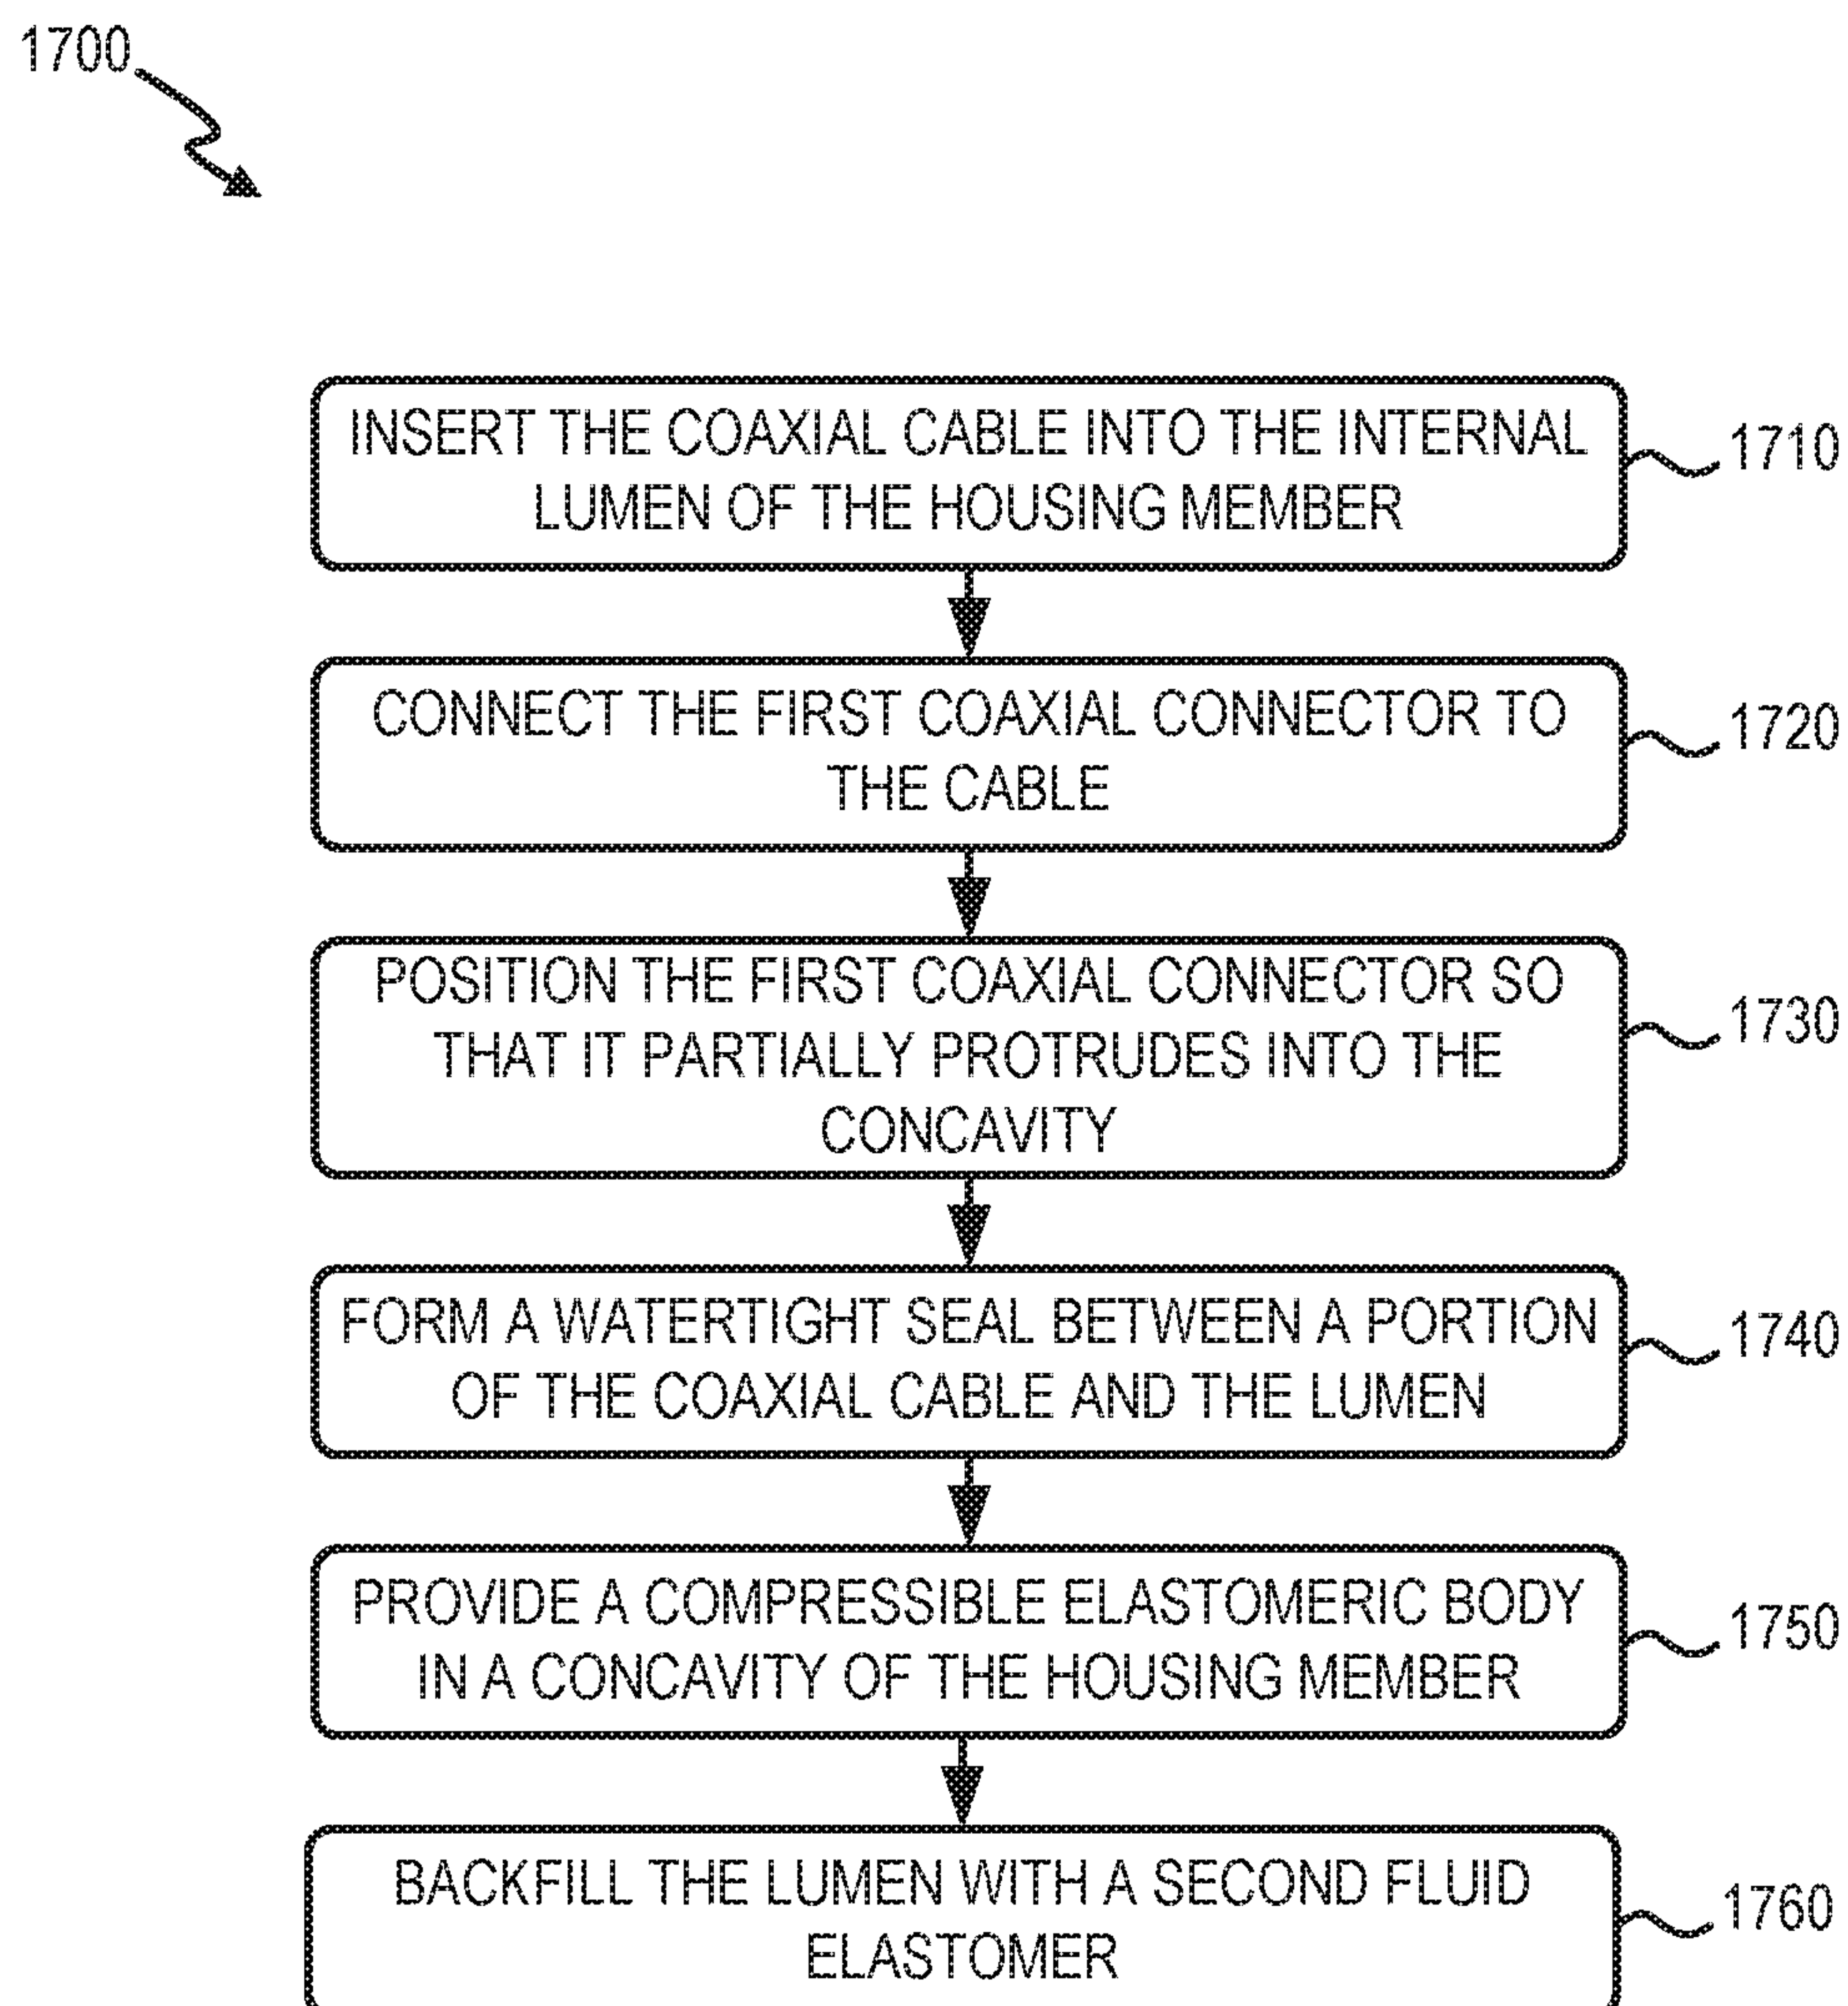 1700
INSERT THE COAXIAL CABLE INTO THE INTERNAL
LUMEN OF THE HOUSING MEMBER
1710
CONNECT THE FIRST COAXIAL CONNECTOR TO
THE CABLE
1720
POSITION THE FIRST COAXIAL CONNECTOR SO
THAT IT PARTIALLY PROTRUDES INTO THE
CONCAVITY
1730
FORM A WATERTIGHT SEAL BETWEEN A PORTION
OF THE COAXIAL CABLE AND THE LUMEN
1740
PROVIDE A COMPRESSIBLE ELASTOMERIC BODY
IN A CONCAVITY OF THE HOUSING MEMBER
1750
BACKFILL THE LUMEN WITH A SECOND FLUID
ELASTOMER
1760